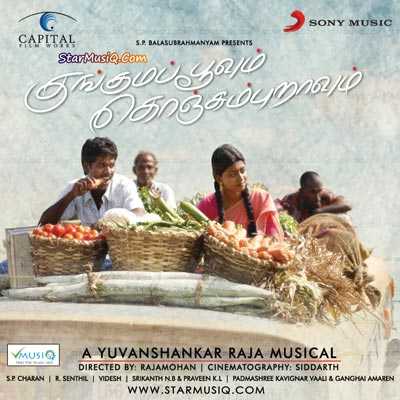 CAPITAL
FILM WORKS
SONY MUSIC
S.P. BALASUBRAHMANYAM PRESENTS
StarMusiQ.Com
குங்குமப் பூவும்
கொஞ்சும்புறாவும்
MUSIQ
A YUVANSHANKAR RAJA MUSICAL
DIRECTED BY: RAJAMOHAN | CINEMATOGRAPHY: SIDDARTH
S.P CHARAN | R. SENTHIL | VIDESH | SRIKANTH N.B & PRAVEEN K.L | PADMASHREE KAVIGNAR VAALI & GANGHAI AMAREN
WWW.STARMUSIQ.COM